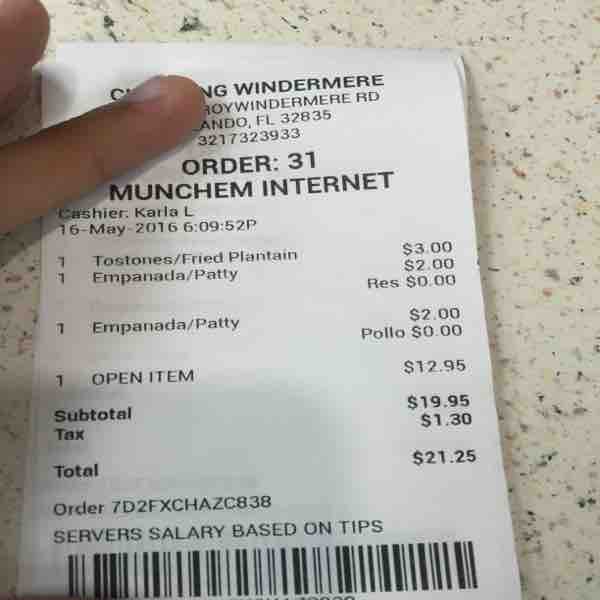 NG WINDERMERE
ROYWINDERMERE RD
ANDO, FL 32835
3217323933
ORDER: 31
MUNCHEM INTERNET
Cashier: Karla L
16-May-2016 6:09:52P
1 Tostones/Fried Plantain $3.00
1 Empanada/Patty $2.00
Res $0.00
1 Empanada/Patty $2.00
Pollo $0.00
1 OPEN ITEM $12.95
Subtotal $19.95
Tax $1.30
Total $21.25
Order 7D2FXCHAZC838
SERVERS SALARY BASED ON TIPS